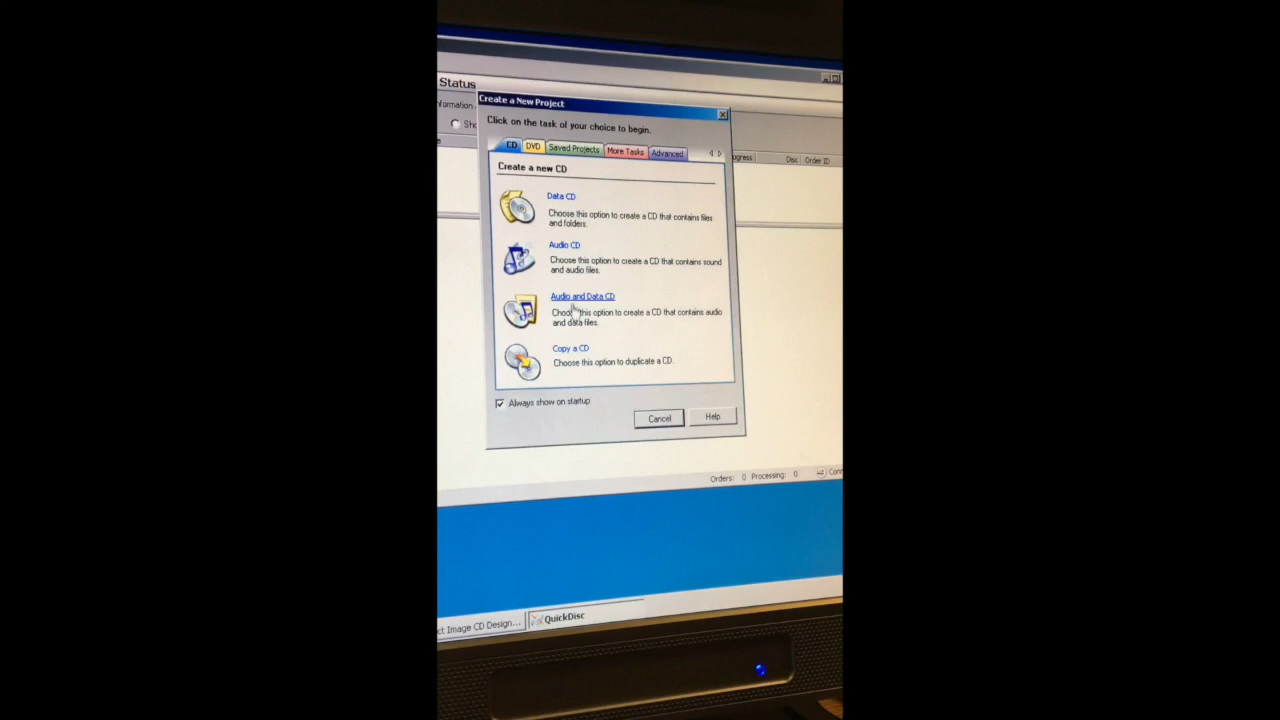 Status
Create a New Project
Click on the task of your choice to begin.
CD DVD Saved Projects More Tasks Advanced
Disc Order ID
Create a new CD
Data CD
Choose this option to create a CD that contains files
and folders.
Audio CD
Choose this option to create a CD that contains sound
and audio files.
Audio and Data CD
Choose this option to create a CD that contains audio
and data files.
Copy a CD
Choose this option to duplicate a CD.
Always show on startup
Cancel Help
Orders: 0 Processing: 0
Image CD Design... QuickDisc